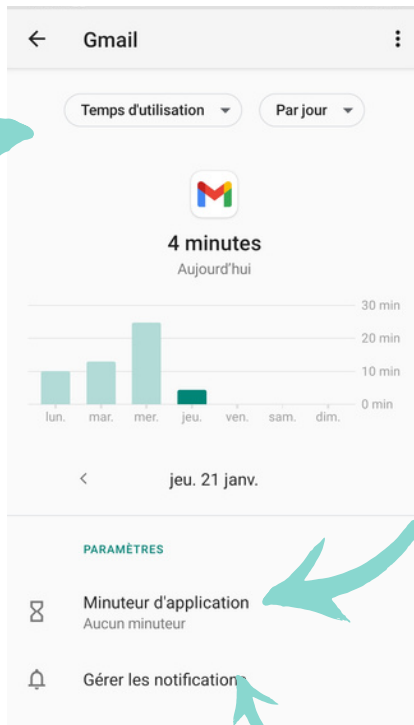 Gmail
Temps d'utilisation Par jour
4 minutes
Aujourd'hui
30 min
20 min
10 min
0 min
lun. mar. mer. jeu. ven. sam. dim.
jeu. 21 janv.
PARAMÈTRES
Minuteur d'application
Aucun minuteur
Gérer les notifications